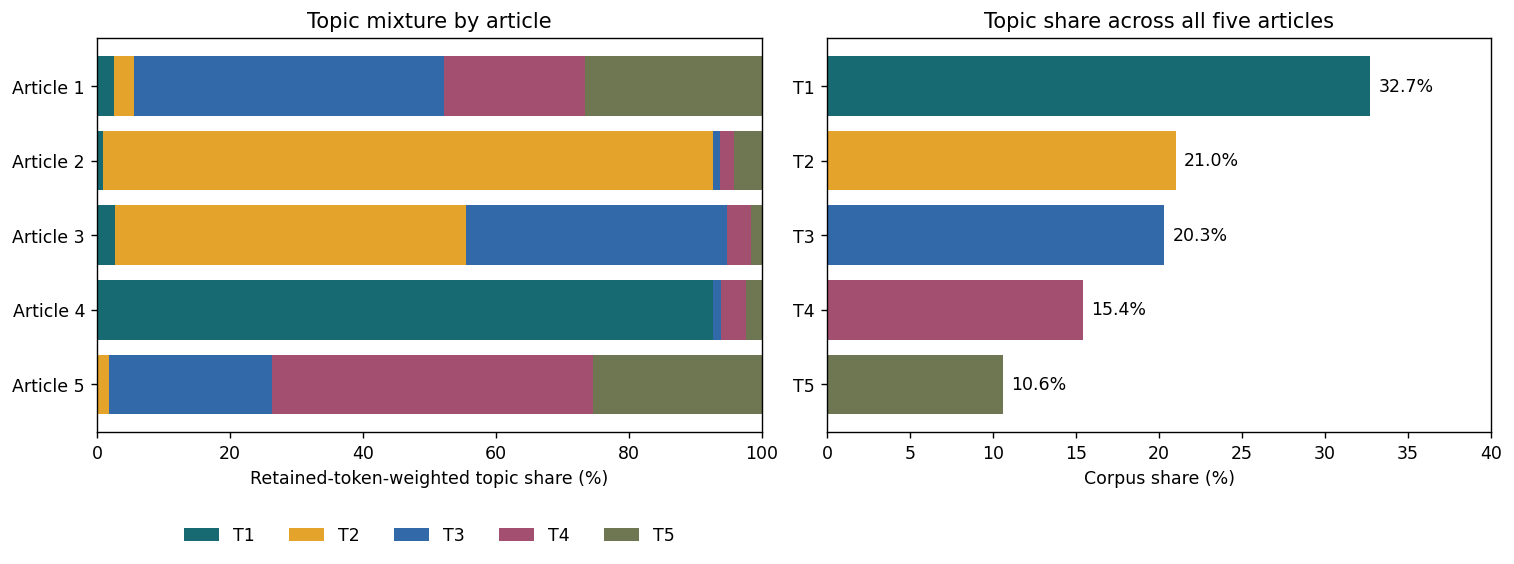 Topic mixture by article
Article 1
Article 2
Article 3
Article 4
Article 5
0 20 40 60 80 100
Retained-token-weighted topic share (%)
T1 T2 T3 T4 T5
Topic share across all five articles
T1 32.7%
T2 21.0%
T3 20.3%
T4 15.4%
T5 10.6%
0 5 10 15 20 25 30 35 40
Corpus share (%)